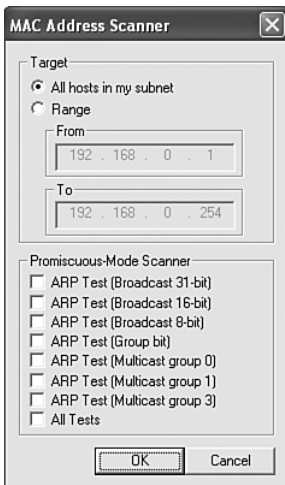 MAC Address Scanner
Target
All hosts in my subnet
Range
From
192 . 168 . 0 . 1
To
192 . 168 . 0 . 254
Promiscuous-Mode Scanner
ARP Test (Broadcast 31-bit)
ARP Test (Broadcast 16-bit)
ARP Test (Broadcast 8-bit)
ARP Test (Group bit)
ARP Test (Multicast group 0)
ARP Test (Multicast group 1)
ARP Test (Multicast group 3)
All Tests
OK Cancel